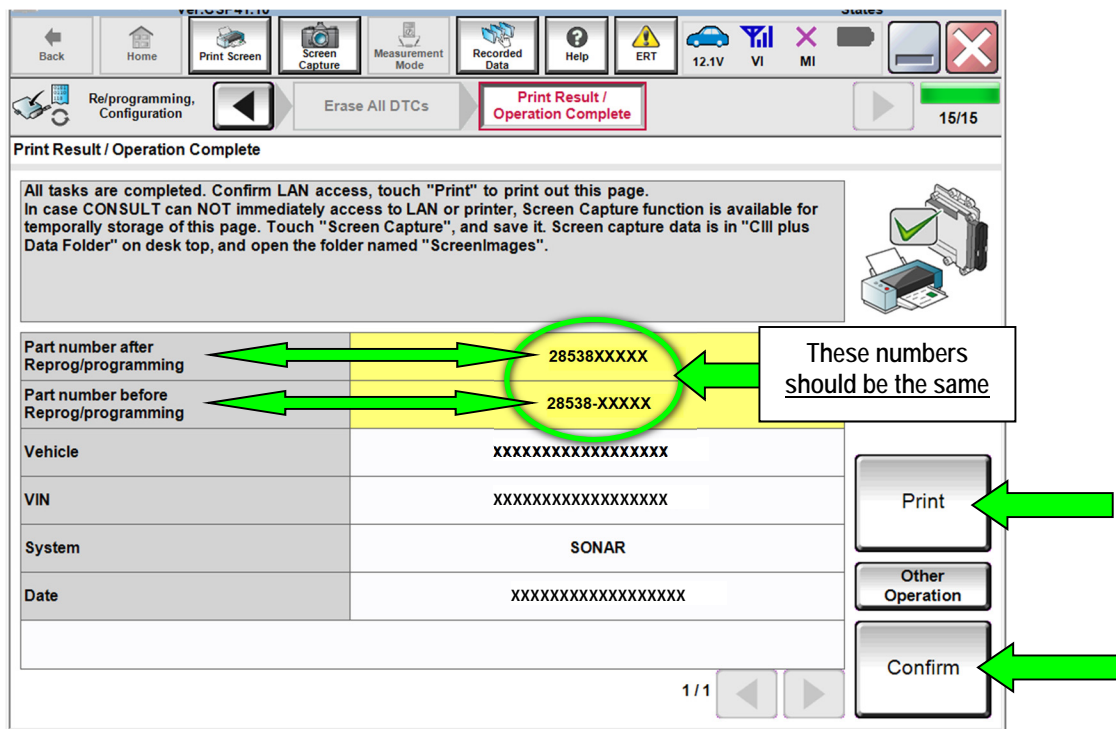 Back
Home
Print Screen
Screen
Capture
Measurement
Mode
Recorded
Data
Help
ERT
12.1V
VI
MI
Re/programming,
Configuration
Erase All DTCs
Print Result /
Operation Complete
15/15
Print Result / Operation Complete
All tasks are completed. Confirm LAN access, touch "Print" to print out this page.
In case CONSULT can NOT immediately access to LAN or printer, Screen Capture function is available for
temporally storage of this page. Touch "Screen Capture", and save it. Screen capture data is in "CIII plus
Data Folder" on desk top, and open the folder named "ScreenImages".
Part number after
Reprog/programming
28538XXXXX
These numbers
should be the same
Part number before
Reprog/programming
28538-XXXXX
Vehicle
XXXXXXXXXXXXXXXXXX
VIN
XXXXXXXXXXXXXXXXXX
Print
System
SONAR
Other
Operation
Date
XXXXXXXXXXXXXXXXXX
Confirm
1/1